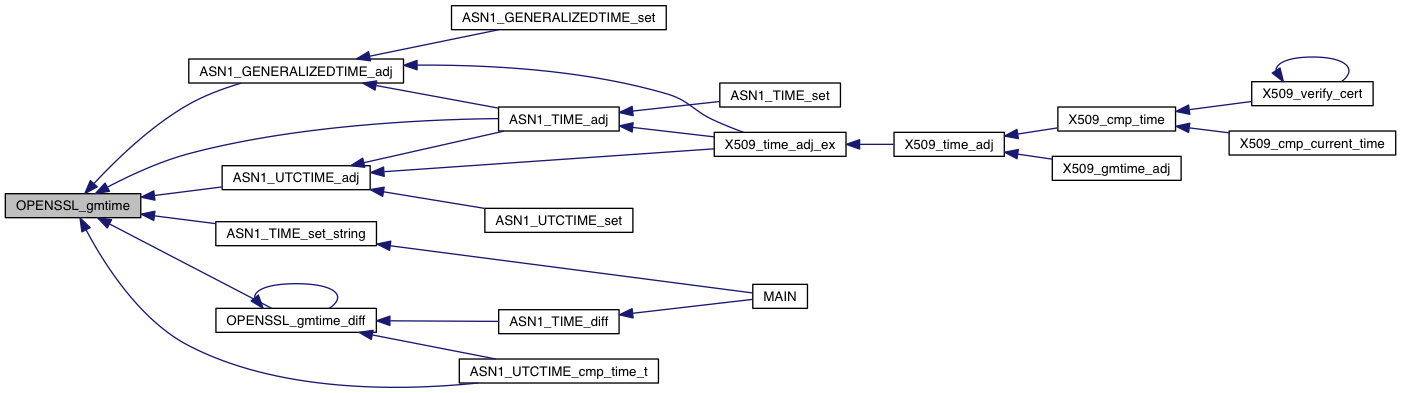 ASN1_GENERALIZEDTIME_set
ASN1_GENERALIZEDTIME_adj
ASN1_TIME_set
X509_verify_cert
ASN1_TIME_adj
X509_cmp_time
X509_time_adj_ex
X509_time_adj
X509_cmp_current_time
ASN1_UTCTIME_adj
X509_gmtime_adj
OPENSSL_gmtime
ASN1_UTCTIME_set
ASN1_TIME_set_string
MAIN
OPENSSL_gmtime_diff
ASN1_TIME_diff
ASN1_UTCTIME_cmp_time_t